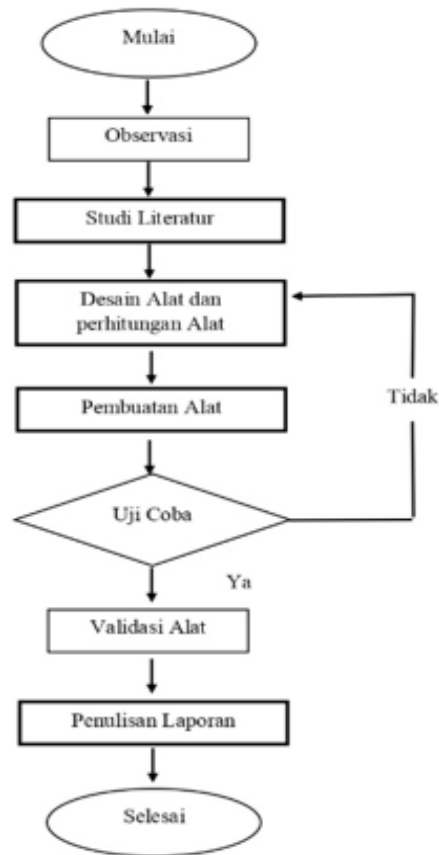 Mulai
Observasi
Studi Literatur
Desain Alat dan
perhitungan Alat
Pembuatan Alat
Tidak
Uji Coba
Ya
Validasi Alat
Penulisan Laporan
Selesai